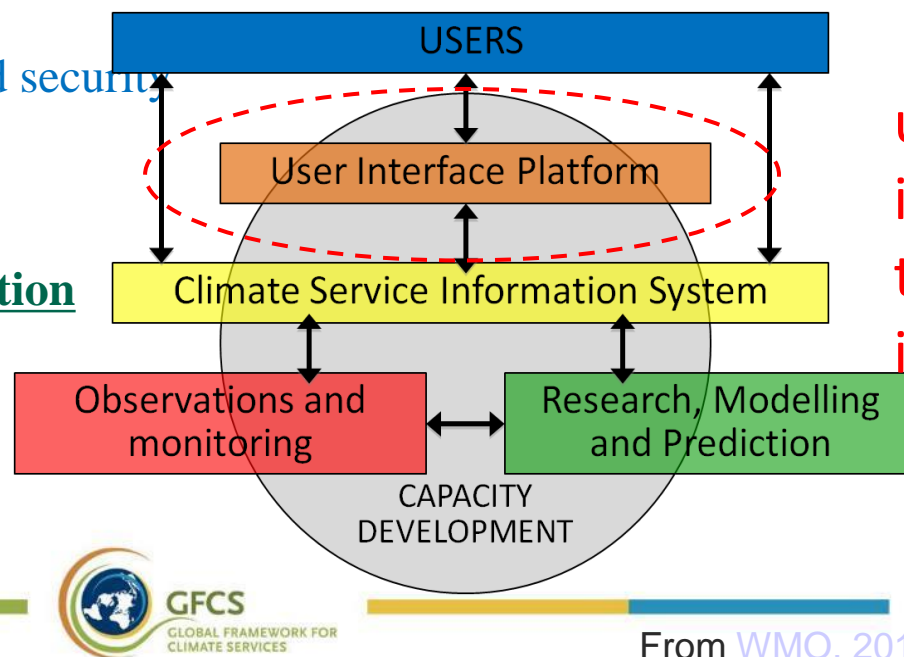 USERS
d security
User Interface Platform
tion
Climate Service Information System
Observations and
monitoring
Research, Modelling
and Prediction
CAPACITY
DEVELOPMENT
GFCS
GLOBAL FRAMEWORK FOR
CLIMATE SERVICES
From WMO, 201